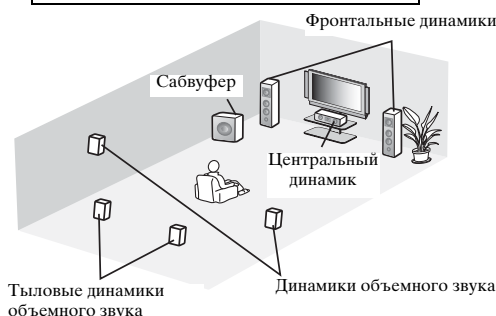 Фронтальные динамики
Сабвуфер
Центральный
динамик
Динамики объемного звука
Тыловые динамики
объемного звука